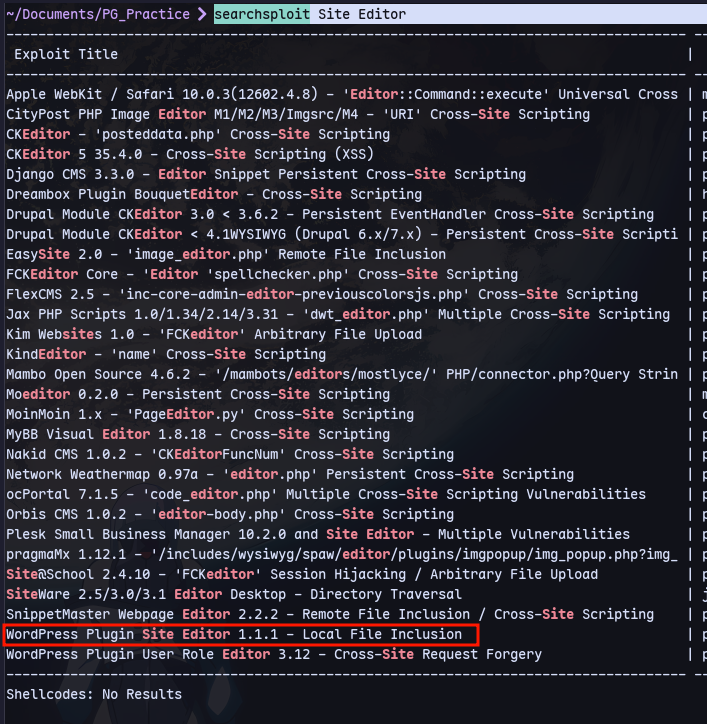 ~/Documents/PG_Practice ❯ searchsploit Site Editor
--------------------------------------------------------------------------------- --
 Exploit Title |
--------------------------------------------------------------------------------- --
Apple WebKit / Safari 10.0.3(12602.4.8) - 'Editor::Command::execute' Universal Cross | m
CityPost PHP Image Editor M1/M2/M3/Imgsrc/M4 - 'URI' Cross-Site Scripting | p
CKEditor - 'posteddata.php' Cross-Site Scripting | p
CKEditor 5 35.4.0 - Cross-Site Scripting (XSS) | p
Django CMS 3.3.0 - Editor Snippet Persistent Cross-Site Scripting | p
Dreambox Plugin BouquetEditor - Cross-Site Scripting | h
Drupal Module CKEditor 3.0 < 3.6.2 - Persistent EventHandler Cross-Site Scripting | p
Drupal Module CKEditor < 4.1WYSIWYG (Drupal 6.x/7.x) - Persistent Cross-Site Scripti | p
EasySite 2.0 - 'image_editor.php' Remote File Inclusion | p
FCKEditor Core - 'Editor 'spellchecker.php' Cross-Site Scripting | p
FlexCMS 2.5 - 'inc-core-admin-editor-previouscolorsjs.php' Cross-Site Scripting | p
Jax PHP Scripts 1.0/1.34/2.14/3.31 - 'dwt_editor.php' Multiple Cross-Site Scripting | p
Kim Websites 1.0 - 'FCKeditor' Arbitrary File Upload | p
KindEditor - 'name' Cross-Site Scripting | p
Mambo Open Source 4.6.2 - '/mambots/editors/mostlyce/' PHP/connector.php?Query Strin | p
Moeditor 0.2.0 - Persistent Cross-Site Scripting | m
MoinMoin 1.x - 'PageEditor.py' Cross-Site Scripting | c
MyBB Visual Editor 1.8.18 - Cross-Site Scripting | p
Nakid CMS 1.0.2 - 'CKEditorFuncNum' Cross-Site Scripting | p
Network Weathermap 0.97a - 'editor.php' Persistent Cross-Site Scripting | p
ocPortal 7.1.5 - 'code_editor.php' Multiple Cross-Site Scripting Vulnerabilities | p
Orbis CMS 1.0.2 - 'editor-body.php' Cross-Site Scripting | p
Plesk Small Business Manager 10.2.0 and Site Editor - Multiple Vulnerabilities | p
pragmaMx 1.12.1 - '/includes/wysiwyg/spaw/editor/plugins/imgpopup/img_popup.php?img_ | p
Site@School 2.4.10 - 'FCKeditor' Session Hijacking / Arbitrary File Upload | p
SiteWare 2.5/3.0/3.1 Editor Desktop - Directory Traversal | j
SnippetMaster Webpage Editor 2.2.2 - Remote File Inclusion / Cross-Site Scripting | p
WordPress Plugin Site Editor 1.1.1 - Local File Inclusion | p
WordPress Plugin User Role Editor 3.12 - Cross-Site Request Forgery | p
--------------------------------------------------------------------------------- --
Shellcodes: No Results